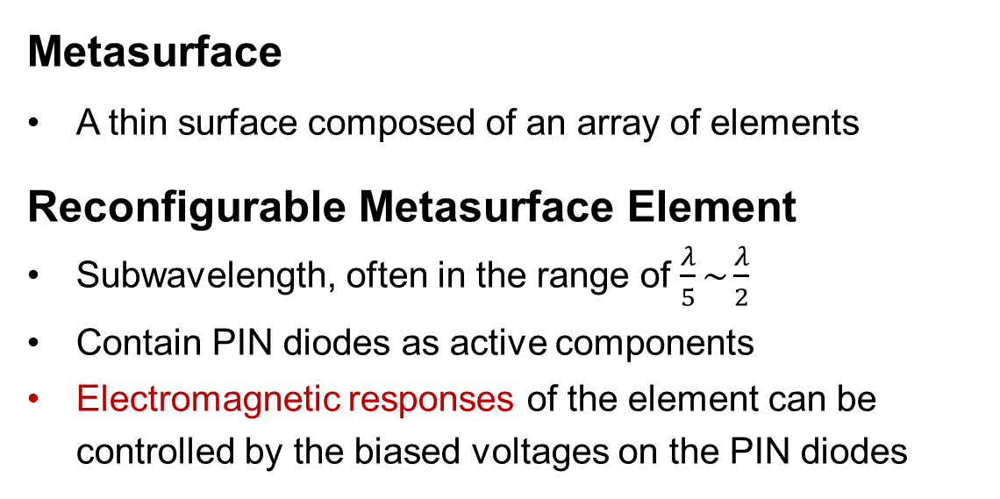 Metasurface
• A thin surface composed of an array of elements
Reconfigurable Metasurface Element
• Subwavelength, often in the range of λ/5 ~ λ/2
• Contain PIN diodes as active components
• Electromagnetic responses of the element can be
controlled by the biased voltages on the PIN diodes